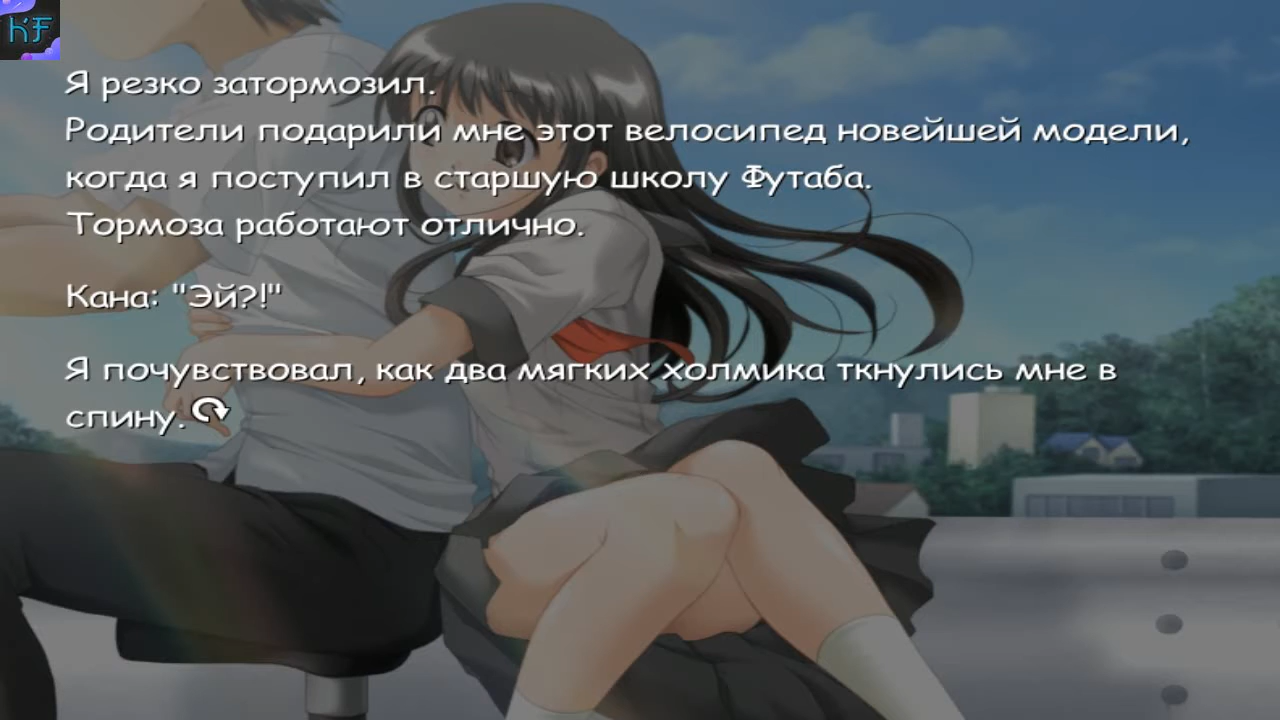 KF
Я резко затормозил.
Родители подарили мне этот велосипед новейшей модели,
когда я поступил в старшую школу Футаба.
Тормоза работают отлично.
Кана: "Эй?!"
Я почувствовал, как два мягких холмика ткнулись мне в
спину.